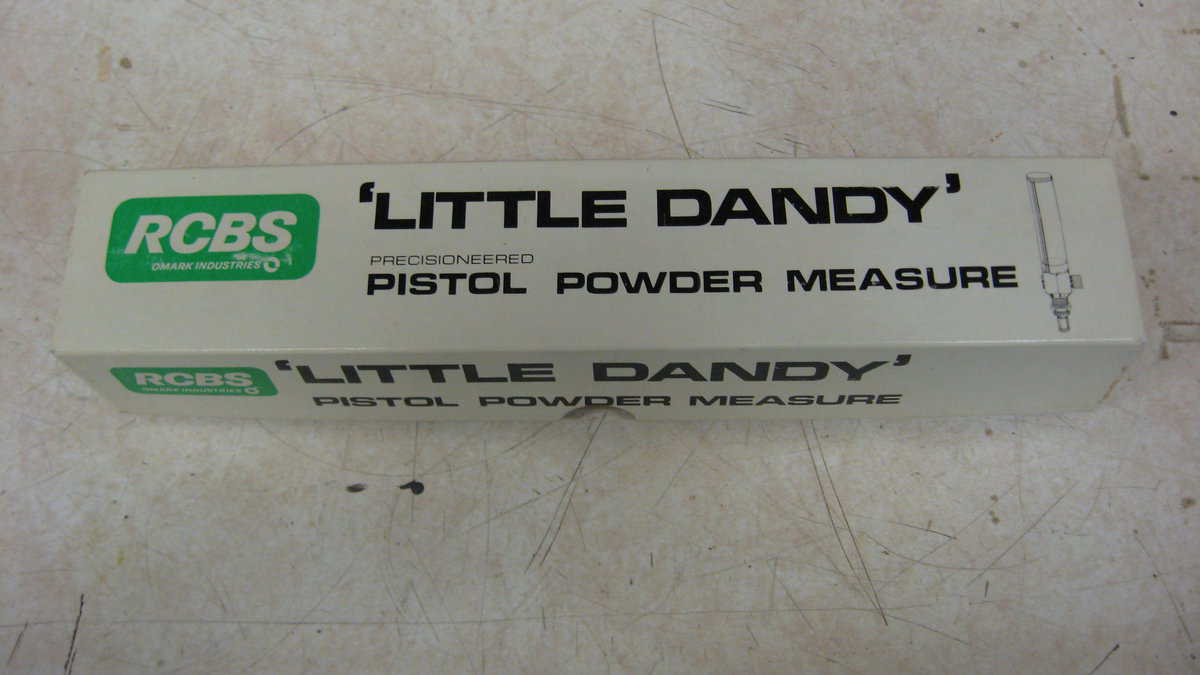 RCBS
OMARK INDUSTRIES
'LITTLE DANDY'
PRECISIONEERED
PISTOL POWDER MEASURE
RCBS
OMARK INDUSTRIES
'LITTLE DANDY'
PISTOL POWDER MEASURE